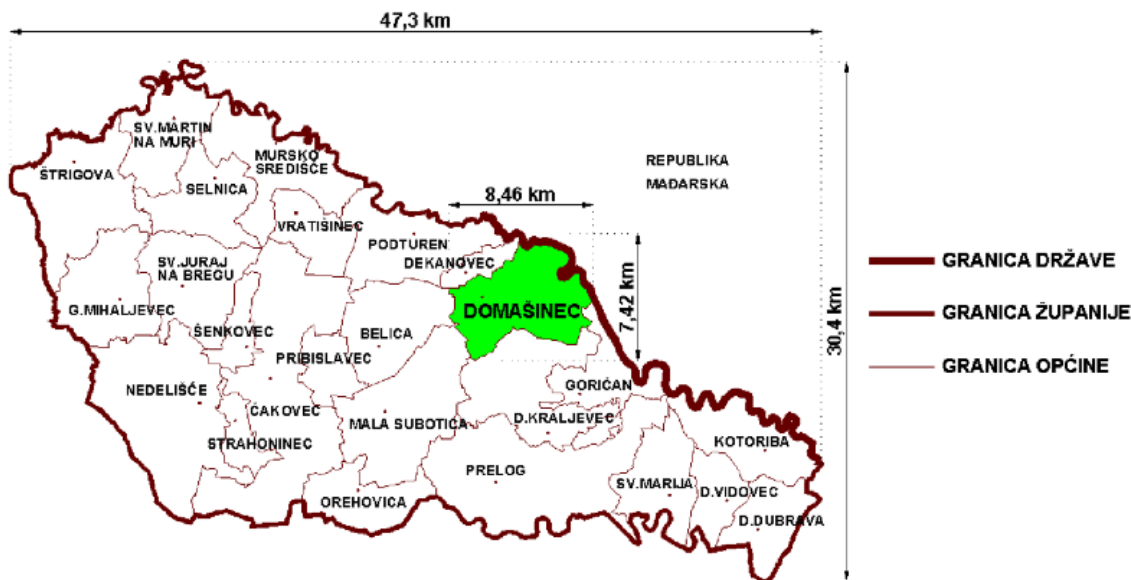 47,3 km
SV.MARTIN
NA MURI
MURSKO
SREDIŠĆE
ŠTRIGOVA
SELNICA
REPUBLIKA
MAĐARSKA
8,46 km
VRATIŠINEC
PODTUREN
DEKANOVEC
SV.JURAJ
NA BREGU
GRANICA DRŽAVE
7,42 km
30,4 km
G.MIHALJEVEC
DOMAŠINEC
GRANICA ŽUPANIJE
ŠENKOVEC
BELICA
PRIBISLAVEC
GRANICA OPĆINE
NEDELIŠĆE
GORIČAN
ČAKOVEC
MALA SUBOTICA
D.KRALJEVEC
STRAHONINEC
KOTORIBA
PRELOG
SV.MARIJA
D.VIDOVEC
OREHOVICA
D.DUBRAVA